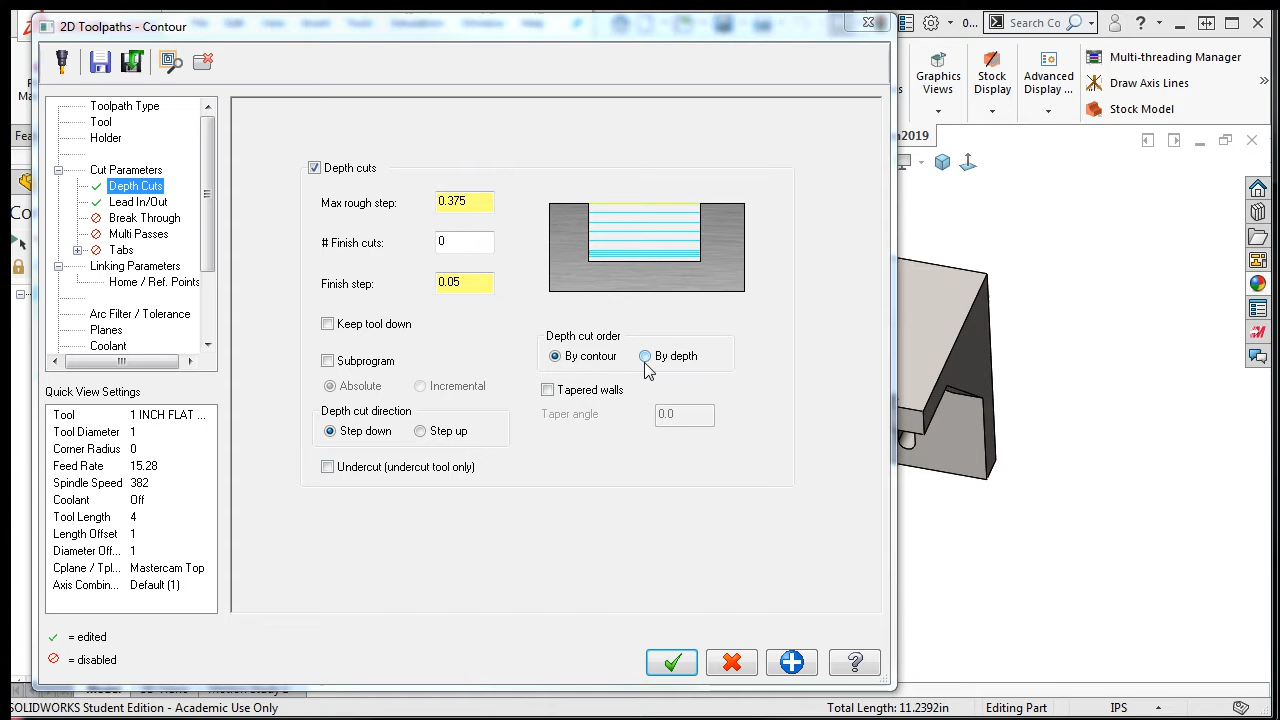 2D Toolpaths - Contour
0...
Search Co
?
Graphics
Views
Stock
Display
Advanced
Display ...
Multi-threading Manager
Draw Axis Lines
Stock Model
Fea
2019
Co
Toolpath Type
Tool
Holder
Cut Parameters
Depth Cuts
Lead In/Out
Break Through
Multi Passes
Tabs
Linking Parameters
Home / Ref. Points
Arc Filter / Tolerance
Planes
Coolant
Depth cuts
Max rough step: 0.375
# Finish cuts: 0
Finish step: 0.05
Keep tool down
Subprogram
Absolute Incremental
Depth cut direction
Step down Step up
Undercut (undercut tool only)
Depth cut order
By contour By depth
Tapered walls
Taper angle 0.0
Quick View Settings
Tool 1 INCH FLAT ...
Tool Diameter 1
Corner Radius 0
Feed Rate 15.28
Spindle Speed 382
Coolant Off
Tool Length 4
Length Offset 1
Diameter Off... 1
Cplane / Tpl... Mastercam Top
Axis Combin... Default (1)
= edited
= disabled
?
SOLIDWORKS Student Edition - Academic Use Only
Total Length: 11.2392in
Editing Part
IPS